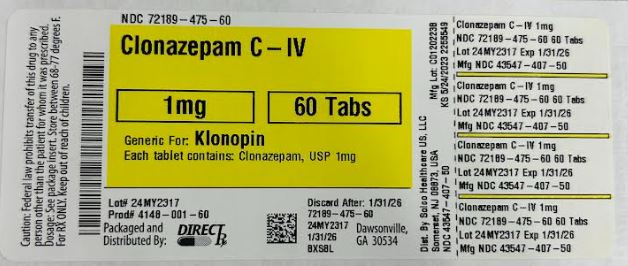 NDC 72189-475-60
Clonazepam C-IV
1mg
60 Tabs
Generic For: Klonopin
Each tablet contains: Clonazepam, USP 1mg
Caution: Federal law prohibits transfer of this drug to any
person other than the patient for whom it was prescribed.
Dosage: See package insert. Store between 68-77 degrees F.
For RX ONLY. Keep out of reach of children.
Lot# 24MY2317
Prod# 4148-001-60
Packaged and
Distributed By:
DIRECT Rx
Discard After: 1/31/26
72189-475-60
24MY2317
1/31/26
BXSBL
Dawsonville,
GA 30534
Mfg Lot: C01202239
KS 5/24/2023 2255549
Dist. By Solco Healthcare US, LLC
Somerset, NJ 08873, USA
NDC 43547-407-50
Clonazepam C-IV 1mg
NDC 72189-475-60 60 Tabs
Lot 24MY2317 Exp 1/31/26
Mfg NDC 43547-407-50
Clonazepam C-IV 1mg
NDC 72189-475-60 60 Tabs
Lot 24MY2317 Exp 1/31/26
Mfg NDC 43547-407-50
Clonazepam C-IV 1mg
NDC 72189-475-60 60 Tabs
Lot 24MY2317 Exp 1/31/26
Mfg NDC 43547-407-50
Clonazepam C-IV 1mg
NDC 72189-475-60 60 Tabs
Lot 24MY2317 Exp 1/31/26
Mfg NDC 43547-407-50